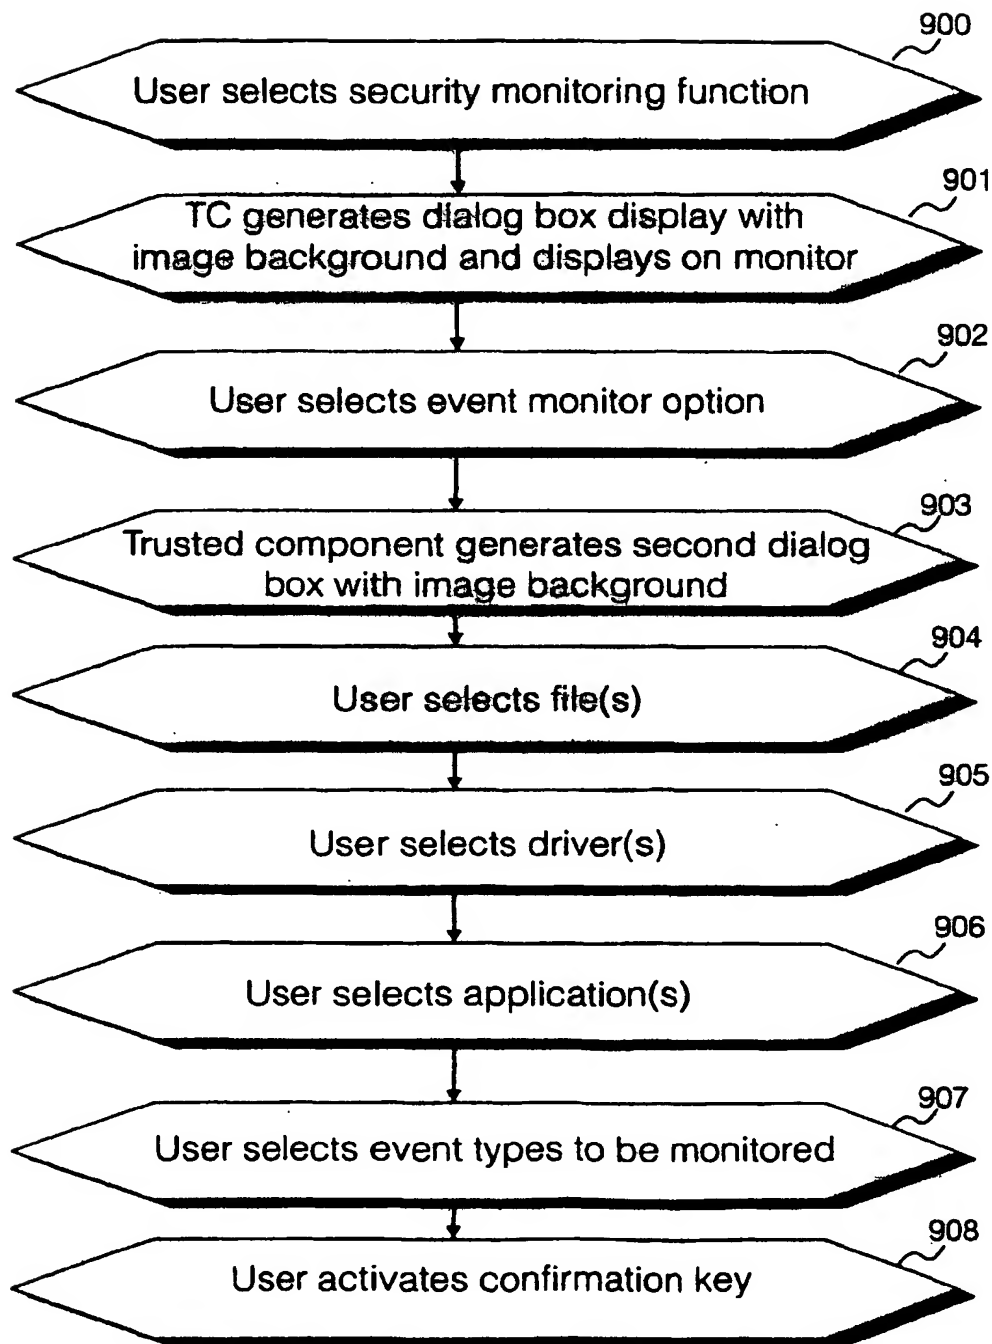 900
User selects security monitoring function
901
TC generates dialog box display with
image background and displays on monitor
902
User selects event monitor option
903
Trusted component generates second dialog
box with image background
904
User selects file(s)
905
User selects driver(s)
906
User selects application(s)
907
User selects event types to be monitored
908
User activates confirmation key